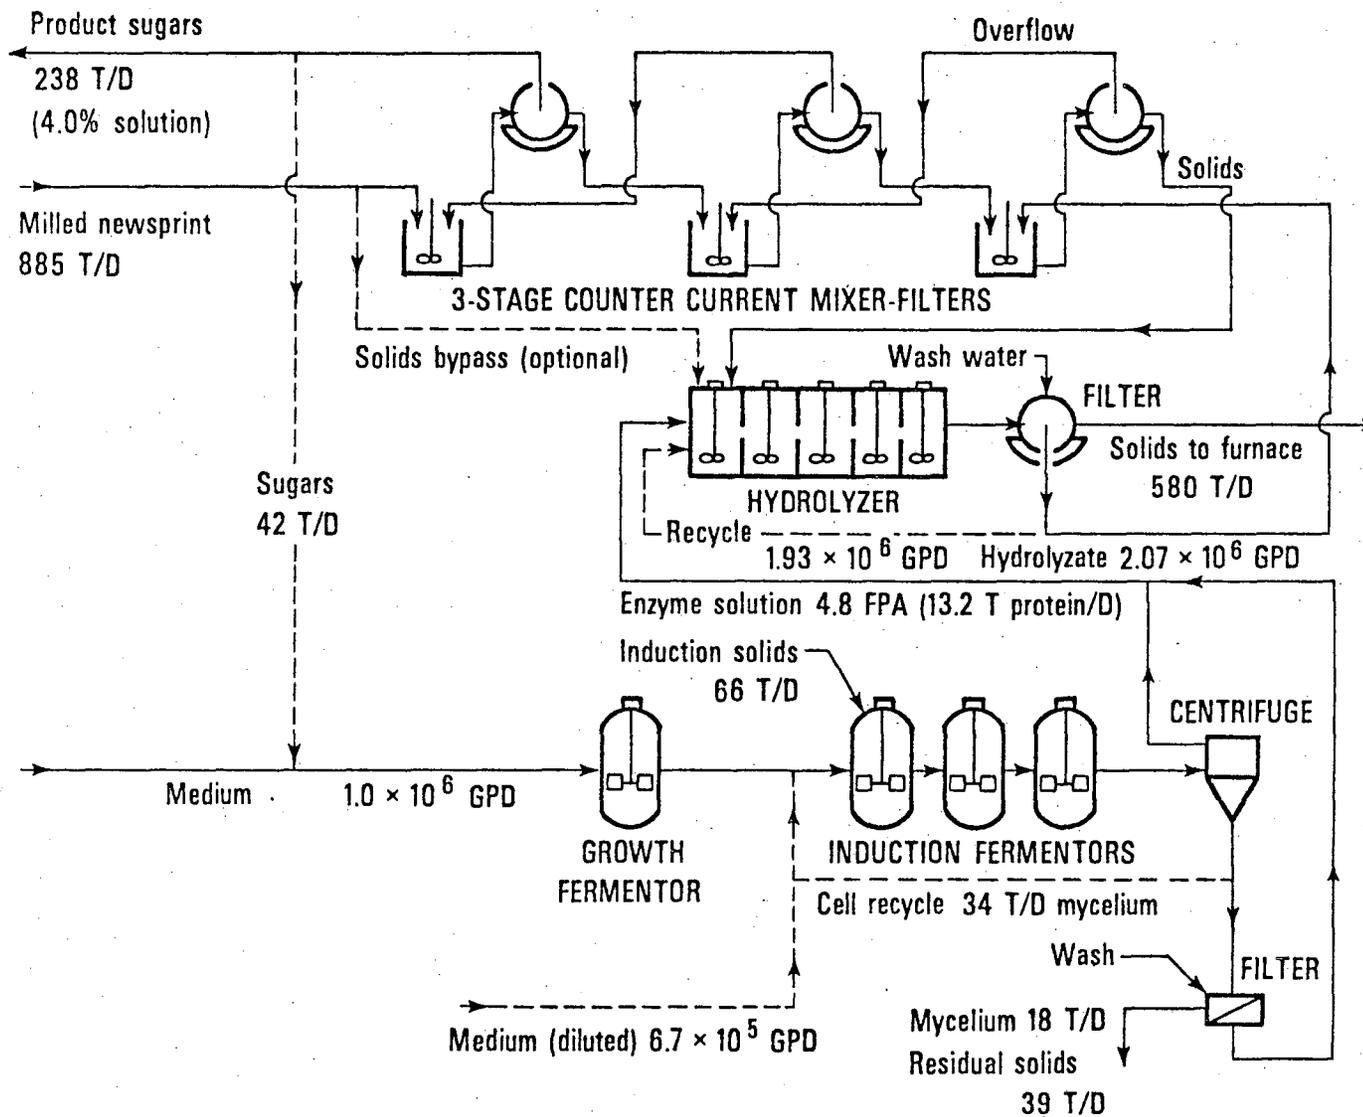 Product sugars
238 T/D
(4.0% solution)
Overflow
Solids
Milled newsprint
885 T/D
3-STAGE COUNTER CURRENT MIXER-FILTERS
Solids bypass (optional)
Wash water
FILTER
Solids to furnace
580 T/D
HYDROLYZER
Sugars
42 T/D
Recycle
1.93 × 10⁶ GPD
Hydrolyzate 2.07 × 10⁶ GPD
Enzyme solution 4.8 FPA (13.2 T protein/D)
Induction solids
66 T/D
CENTRIFUGE
Medium
1.0 × 10⁶ GPD
GROWTH
FERMENTOR
INDUCTION FERMENTORS
Cell recycle 34 T/D mycelium
Wash
FILTER
Medium (diluted) 6.7 × 10⁵ GPD
Mycelium 18 T/D
Residual solids
39 T/D